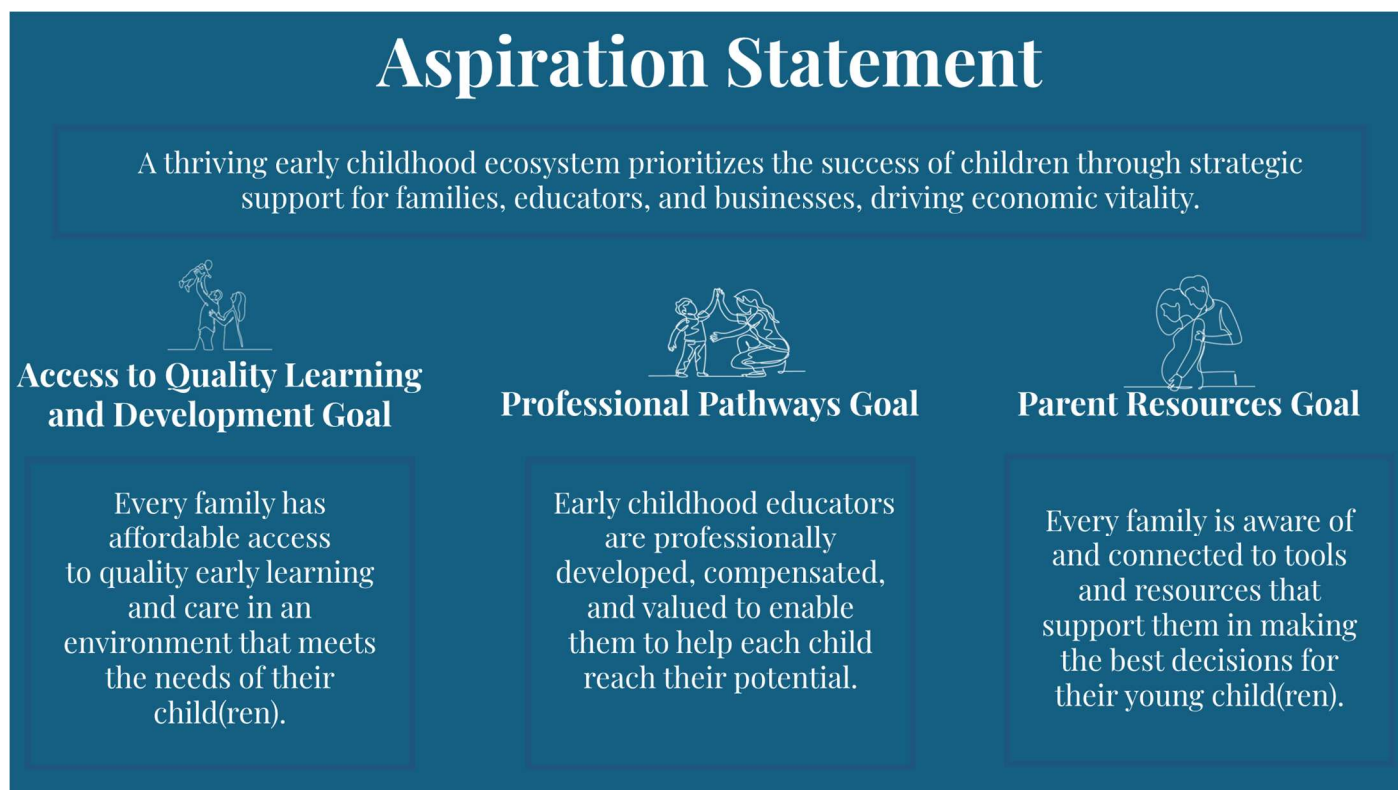 Aspiration Statement
A thriving early childhood ecosystem prioritizes the success of children through strategic
support for families, educators, and businesses, driving economic vitality.
Access to Quality Learning
and Development Goal
Every family has
affordable access
to quality early learning
and care in an
environment that meets
the needs of their
child(ren).
Professional Pathways Goal
Early childhood educators
are professionally
developed, compensated,
and valued to enable
them to help each child
reach their potential.
Parent Resources Goal
Every family is aware of
and connected to tools
and resources that
support them in making
the best decisions for
their young child(ren).